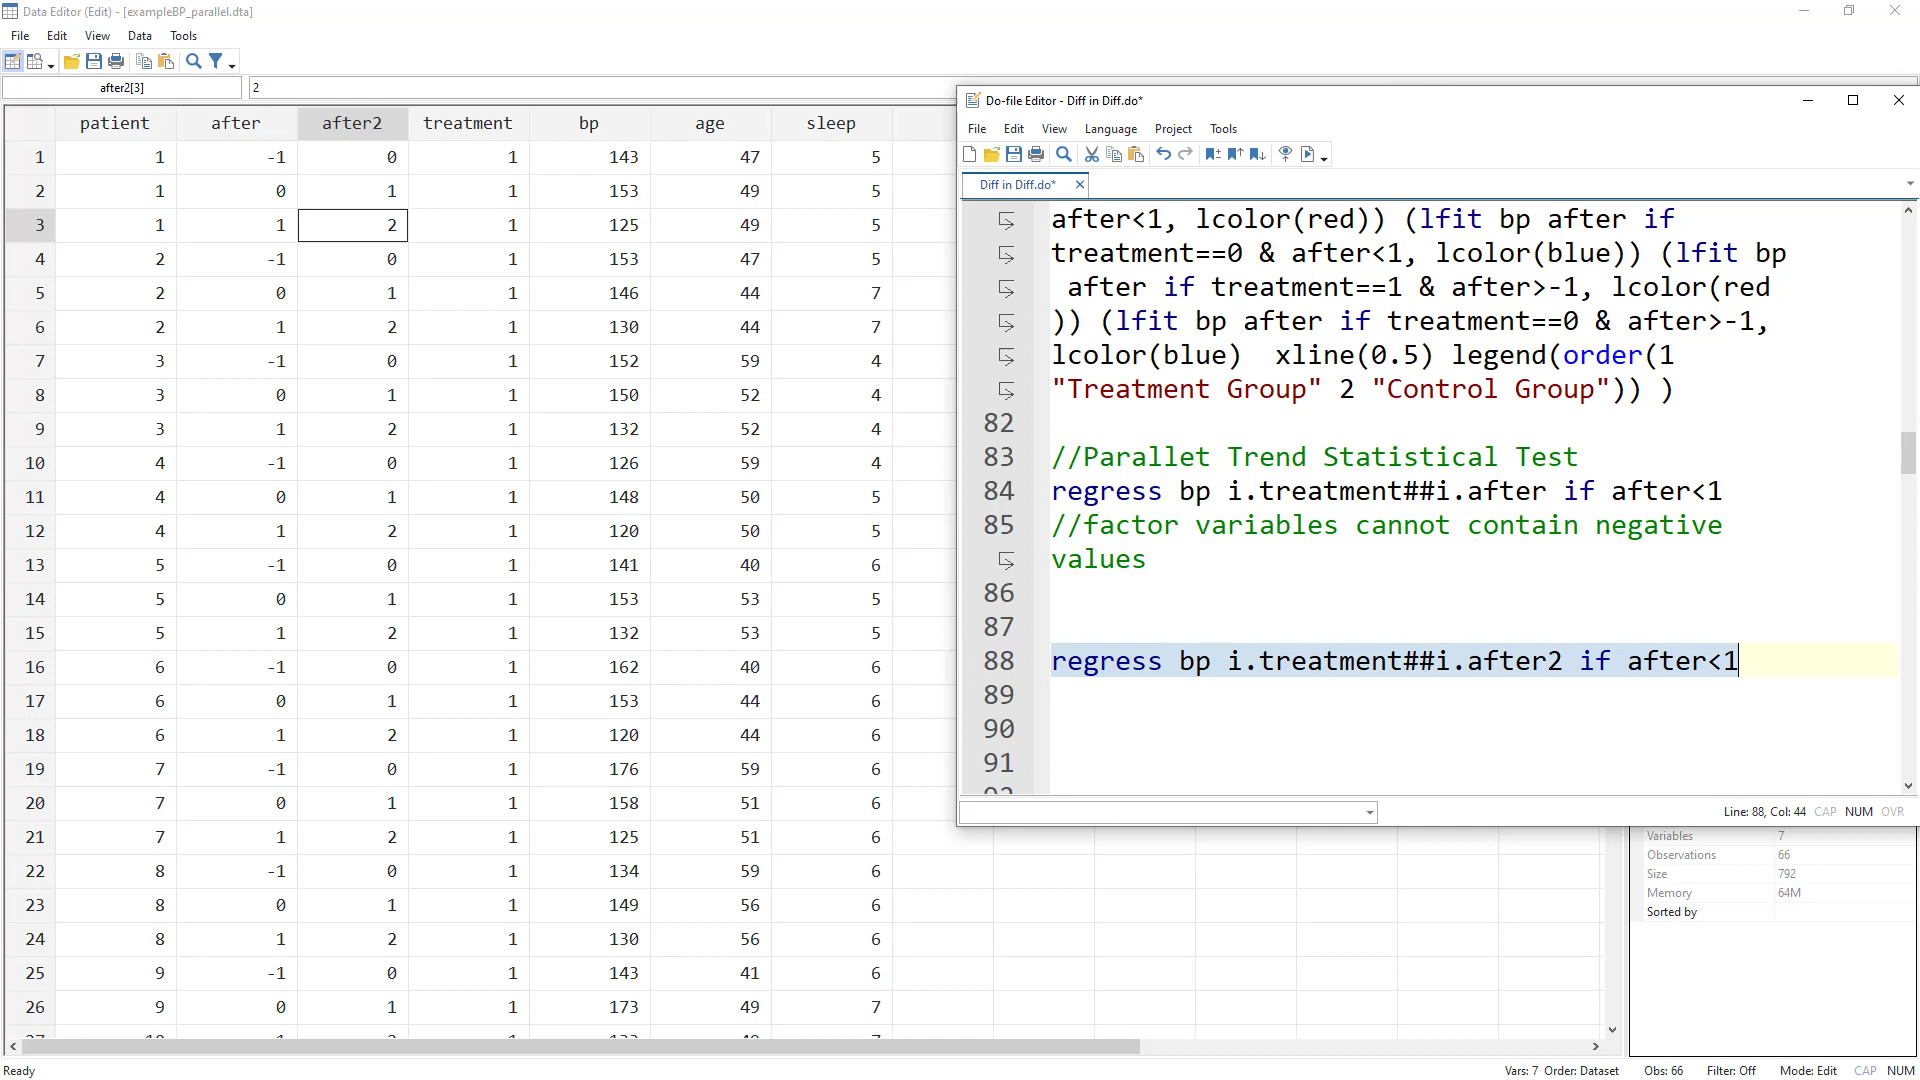 Data Editor (Edit) - [exampleBP_parallel.dta]
File Edit View Data Tools
after2[3] 2
patient after after2 treatment bp age sleep
1 1 -1 0 1 143 47 5
2 1 0 1 1 153 49 5
3 1 1 2 1 125 49 5
4 2 -1 0 1 153 47 5
5 2 0 1 1 146 44 7
6 2 1 2 1 130 44 7
7 3 -1 0 1 152 59 4
8 3 0 1 1 150 52 4
9 3 1 2 1 132 52 4
10 4 -1 0 1 126 59 4
11 4 0 1 1 148 50 5
12 4 1 2 1 120 50 5
13 5 -1 0 1 141 40 6
14 5 0 1 1 153 53 5
15 5 1 2 1 132 53 5
16 6 -1 0 1 162 40 6
17 6 0 1 1 153 44 6
18 6 1 2 1 120 44 6
19 7 -1 0 1 176 59 6
20 7 0 1 1 158 51 6
21 7 1 2 1 125 51 6
22 8 -1 0 1 134 59 6
23 8 0 1 1 149 56 6
24 8 1 2 1 130 56 6
25 9 -1 0 1 143 41 6
26 9 0 1 1 173 49 7
Do-file Editor - Diff in Diff.do*
File Edit View Language Project Tools
Diff in Diff.do*
after<1, lcolor(red)) (lfit bp after if
treatment==0 & after<1, lcolor(blue)) (lfit bp
after if treatment==1 & after>-1, lcolor(red
)) (lfit bp after if treatment==0 & after>-1,
lcolor(blue)  xline(0.5) legend(order(1
"Treatment Group" 2 "Control Group")) )
82
83 //Parallet Trend Statistical Test
84 regress bp i.treatment##i.after if after<1
85 //factor variables cannot contain negative
values
86
87
88 regress bp i.treatment##i.after2 if after<1
89
90
91
Line: 88, Col: 44 CAP NUM OVR
Variables 7
Observations 66
Size 792
Memory 64M
Sorted by
Ready Vars: 7 Order: Dataset Obs: 66 Filter: Off Mode: Edit CAP NUM